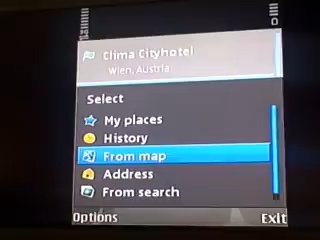 Clima Cityhotel
Wien, Austria
Select
My places
History
From map
Address
From search
Options Exit